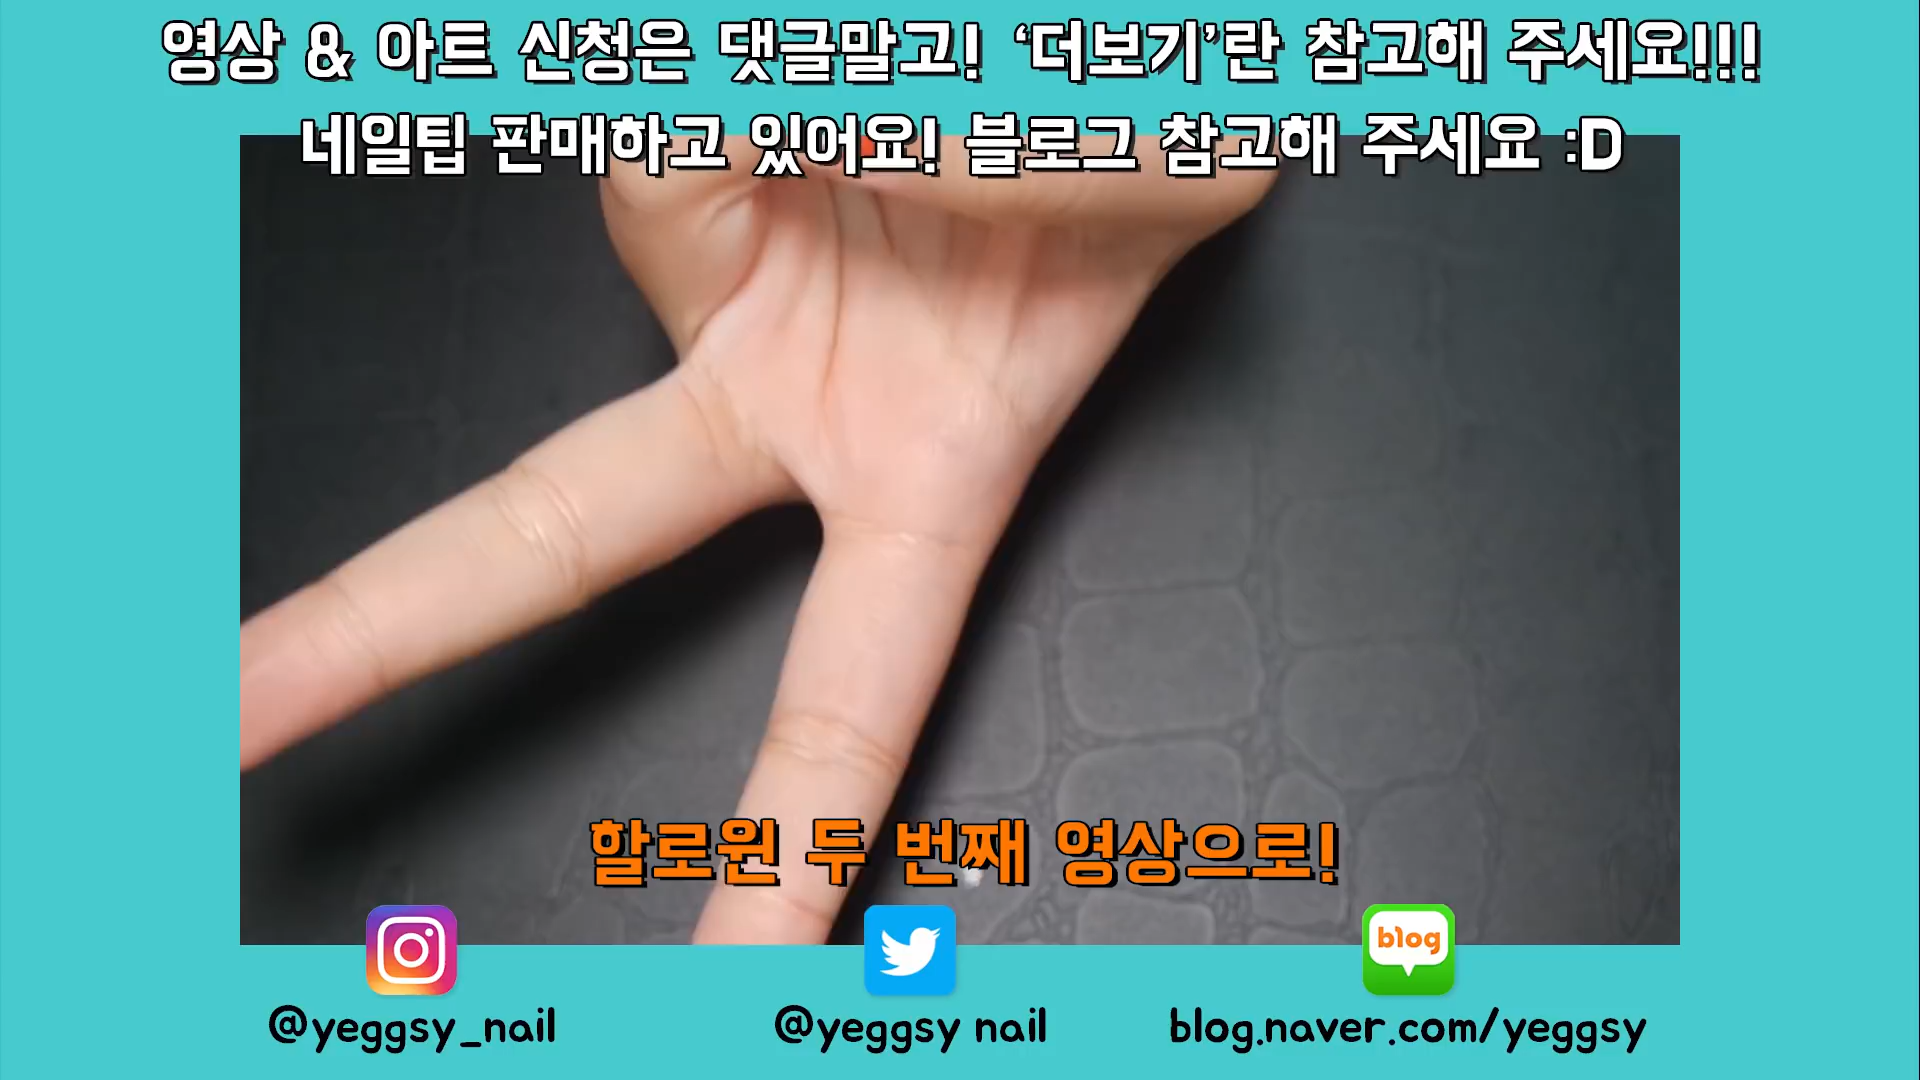 영상 & 아트 신청은 댓글말고! ‘더보기’란 참고해 주세요!!!
네일팁 판매하고 있어요! 블로그 참고해 주세요 :D
할로윈 두 번째 영상으로!
blog
@yeggsy_nail
@yeggsy nail
blog.naver.com/yeggsy